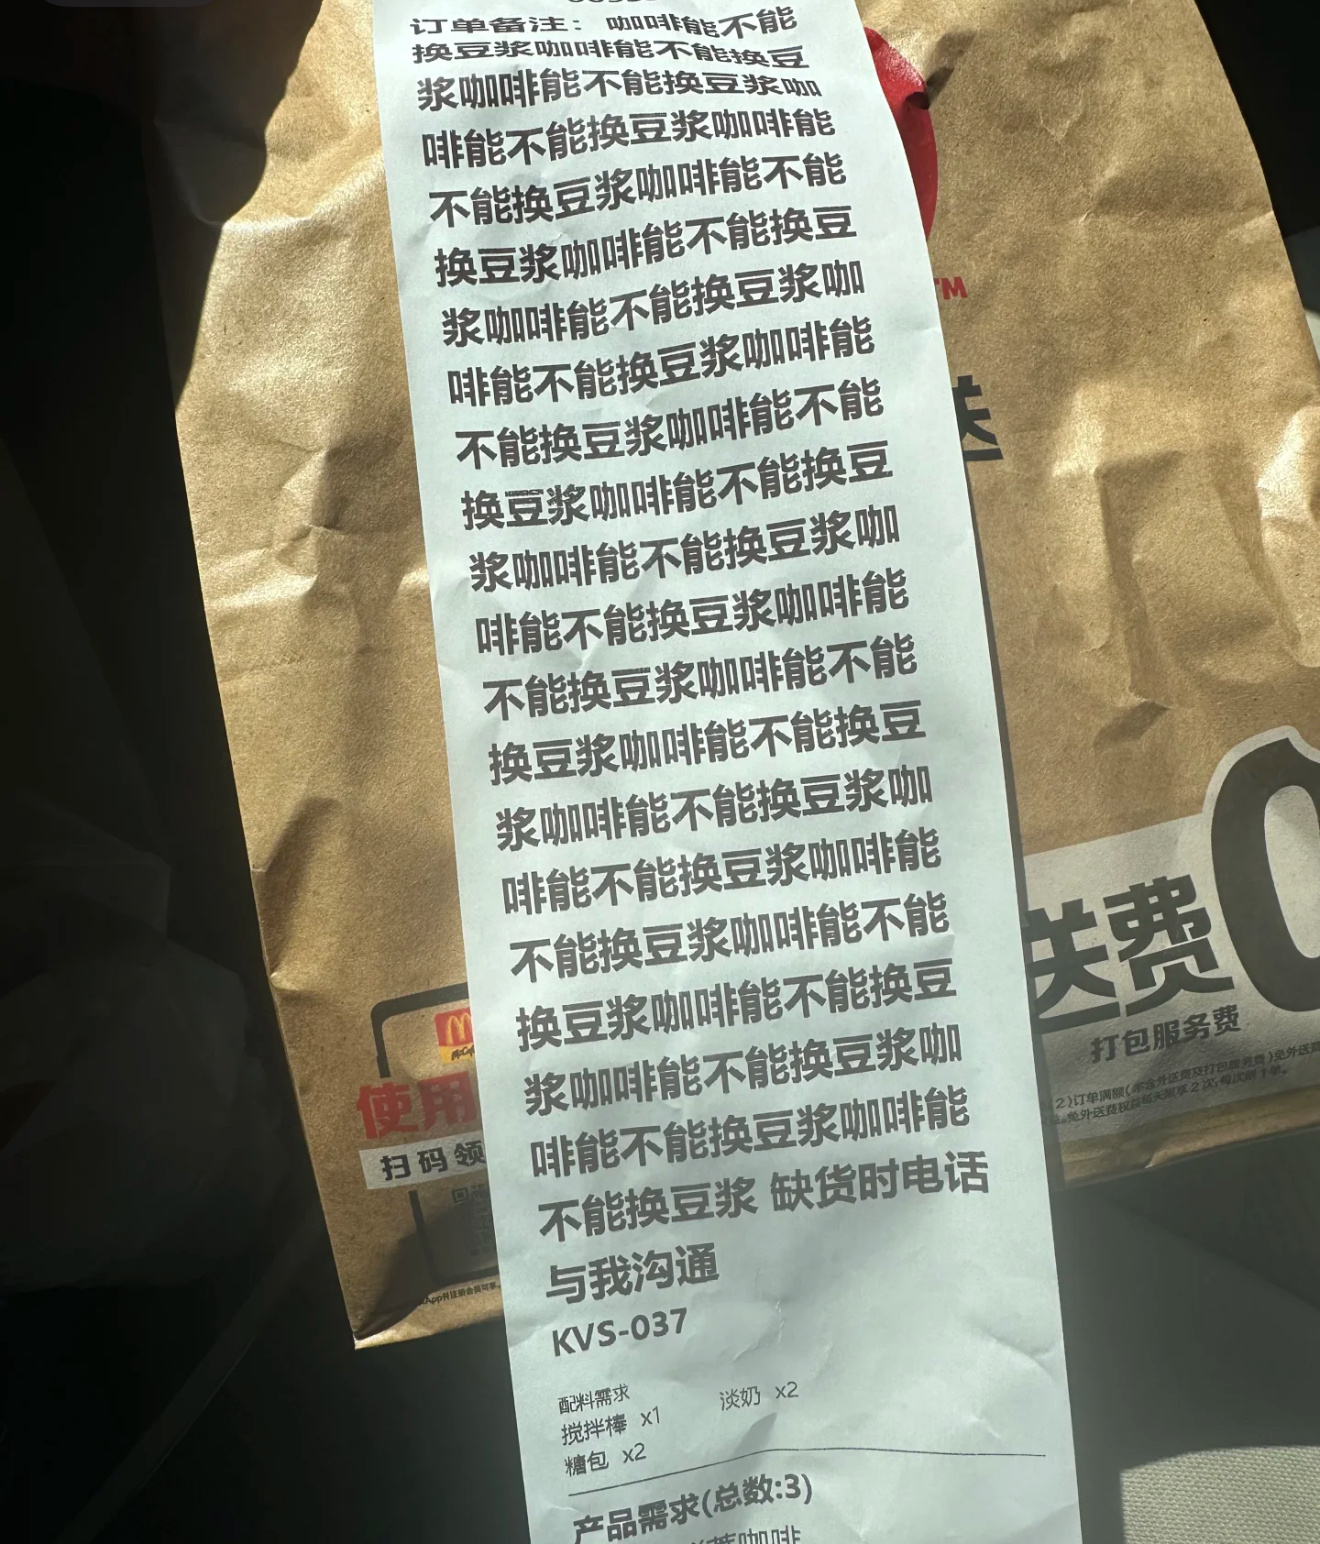 订单备注：咖啡能不能
换豆浆咖啡能不能换豆
浆咖啡能不能换豆浆咖
啡能不能换豆浆咖啡能
不能换豆浆咖啡能不能
换豆浆咖啡能不能换豆
浆咖啡能不能换豆浆咖
啡能不能换豆浆咖啡能
不能换豆浆咖啡能不能
换豆浆咖啡能不能换豆
浆咖啡能不能换豆浆咖
啡能不能换豆浆咖啡能
不能换豆浆咖啡能不能
换豆浆咖啡能不能换豆
浆咖啡能不能换豆浆咖
啡能不能换豆浆咖啡能
不能换豆浆咖啡能不能
换豆浆咖啡能不能换豆
浆咖啡能不能换豆浆咖
啡能不能换豆浆咖啡能
不能换豆浆 缺货时电话
与我沟通
KVS-037
配料需求
搅拌棒 x1 淡奶 x2
糖包 x2
产品需求(总数:3)
咖啡
TM
送
送费0
打包服务费
使用
扫码领